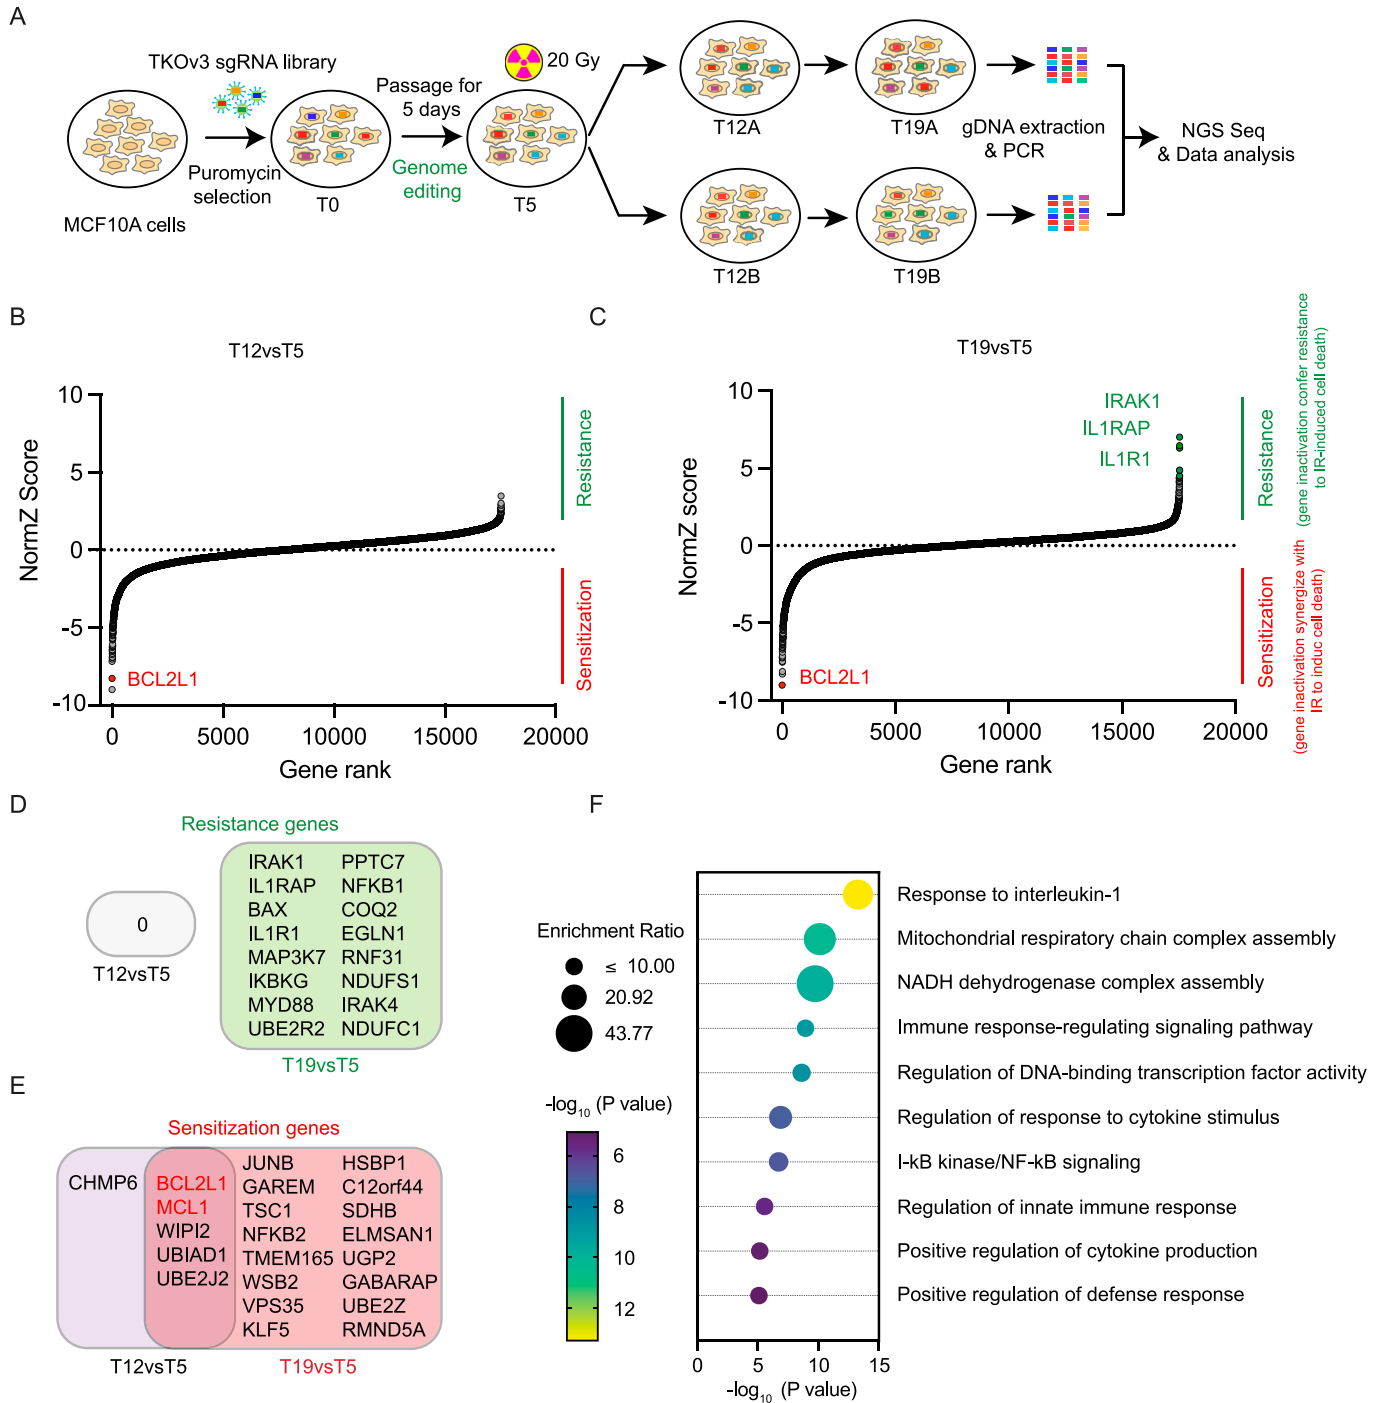 A
TKOv3 sgRNA library
Puromycin
selection
MCF10A cells
T0
Passage for
5 days
Genome
editing
20 Gy
T5
T12A
T19A
T12B
T19B
gDNA extraction
& PCR
NGS Seq
& Data analysis
B
T12vsT5
NormZ Score
10
5
0
-5
-10
BCL2L1
0
5000
10000
15000
20000
Gene rank
Resistance
Sensitization
C
T19vsT5
NormZ score
10
5
0
-5
-10
IRAK1
IL1RAP
IL1R1
BCL2L1
0
5000
10000
15000
20000
Gene rank
Resistance
(gene inactivation confer resistance
to IR-induced cell death)
Sensitization
(gene inactivation synergize with
IR to induc cell death)
D
Resistance genes
0
T12vsT5
IRAK1 PPTC7
IL1RAP NFKB1
BAX COQ2
IL1R1 EGLN1
MAP3K7 RNF31
IKBKG NDUFS1
MYD88 IRAK4
UBE2R2 NDUFC1
T19vsT5
E
Sensitization genes
CHMP6
BCL2L1
MCL1
WIPI2
UBIAD1
UBE2J2
JUNB HSBP1
GAREM C12orf44
TSC1 SDHB
NFKB2 ELMSAN1
TMEM165 UGP2
WSB2 GABARAP
VPS35 UBE2Z
KLF5 RMND5A
T12vsT5
T19vsT5
F
Enrichment Ratio
≤ 10.00
20.92
43.77
-log10 (P value)
6
8
10
12
Response to interleukin-1
Mitochondrial respiratory chain complex assembly
NADH dehydrogenase complex assembly
Immune response-regulating signaling pathway
Regulation of DNA-binding transcription factor activity
Regulation of response to cytokine stimulus
I-kB kinase/NF-kB signaling
Regulation of innate immune response
Positive regulation of cytokine production
Positive regulation of defense response
0
5
10
15
-log10 (P value)